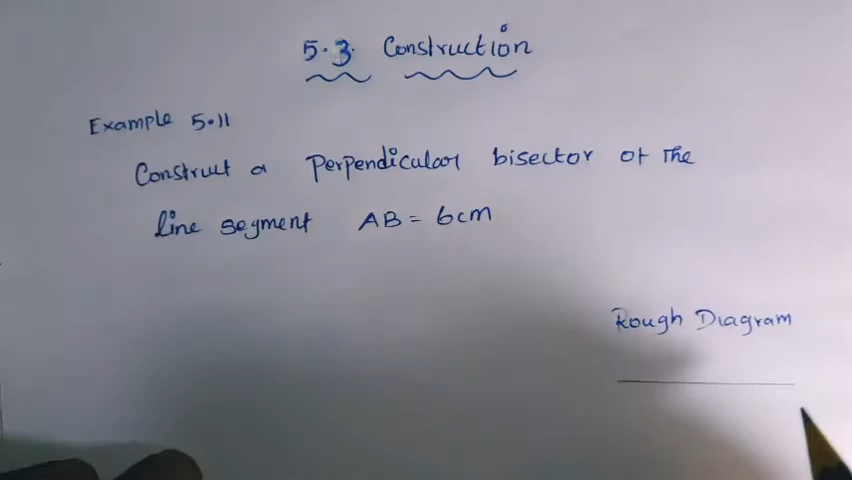 5.3. Construction
Example 5.11
Construct a Perpendicular bisector of the
line segment AB = 6cm
Rough Diagram